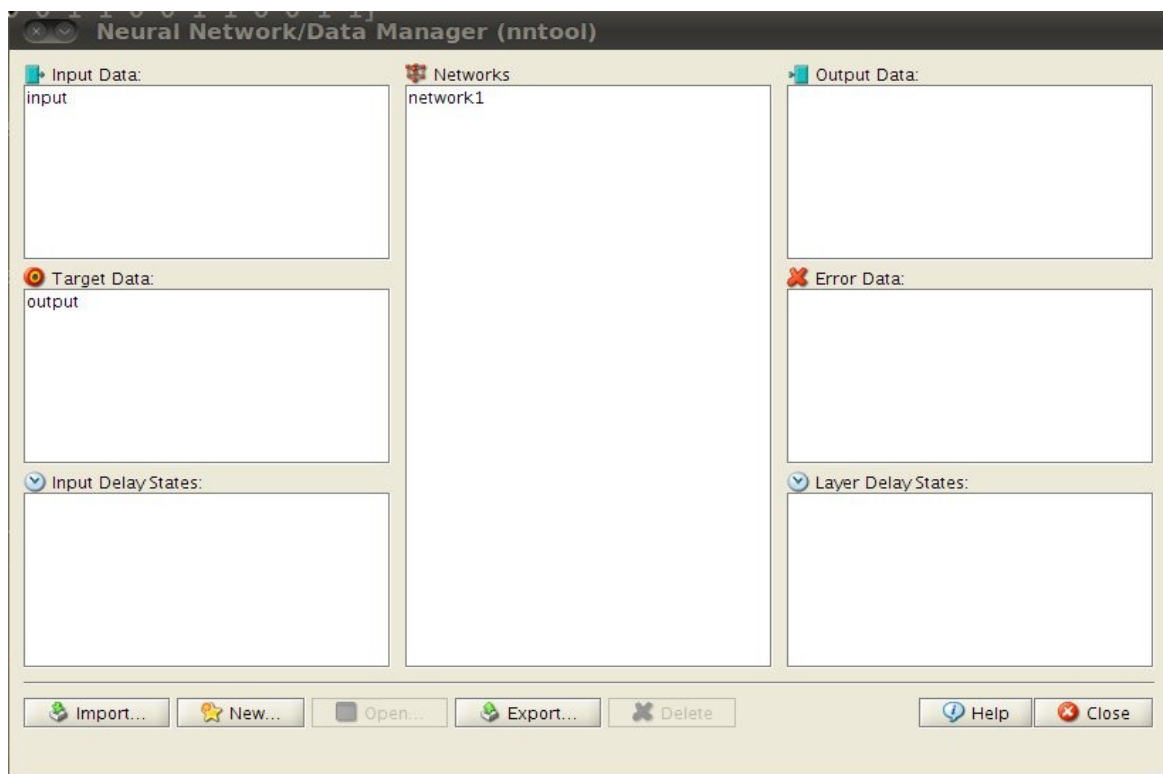 Neural Network/Data Manager (nntool)
Input Data:
input
Networks
network1
Output Data:
Target Data:
output
Error Data:
Input Delay States:
Layer Delay States:
Import...
New...
Open...
Export...
Delete
Help
Close